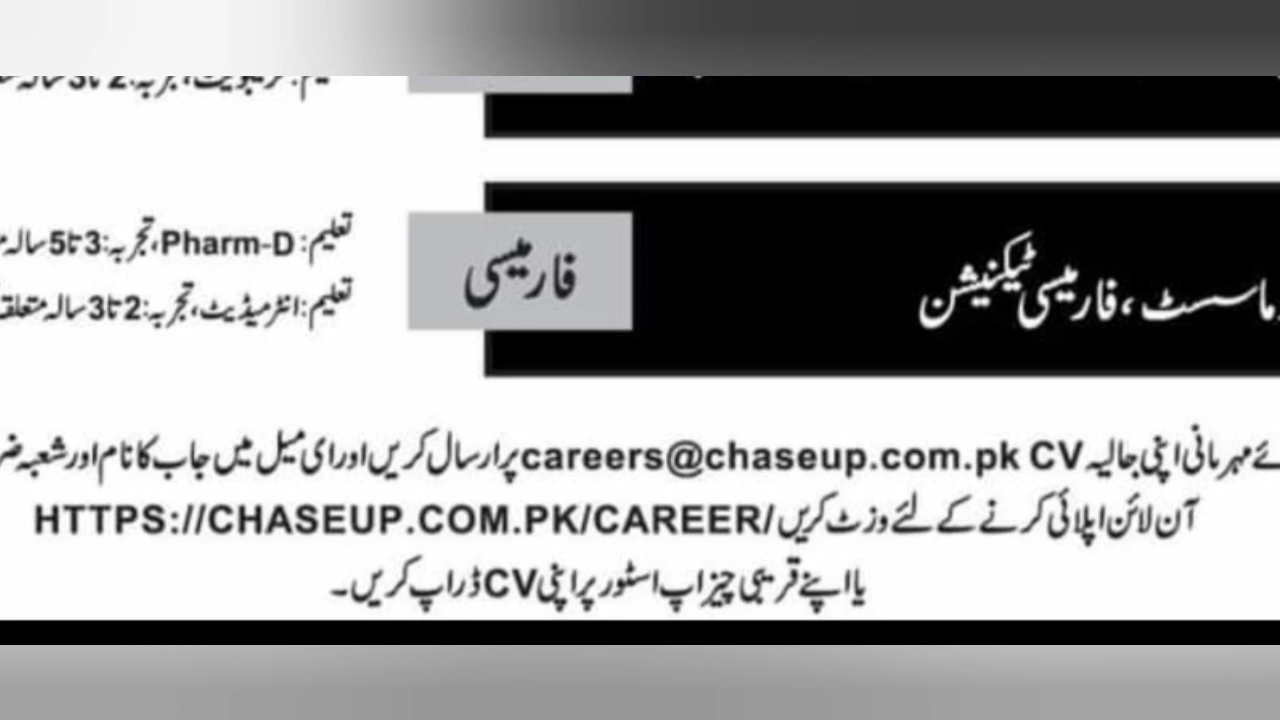 فارمیسی ٹیکنیشن،
فارمیسی
تعلیم: Pharm-D، تجربہ: 3 تا 5 سالہ
تعلیم: انٹرمیڈیٹ، تجربہ: 2 تا 3 سالہ متعلقہ
مہربانی اپنی جالیہ CV careers@chaseup.com.pk پر ارسال کریں اور ای میل میں جاب کا نام اور شعبہ
آن لائن اپلائی کرنے کے لئے وزٹ کریں HTTPS://CHASEUP.COM.PK/CAREER/
یا اپنے قریبی چیز اپ اسٹور پر اپنی CV ڈراپ کریں۔